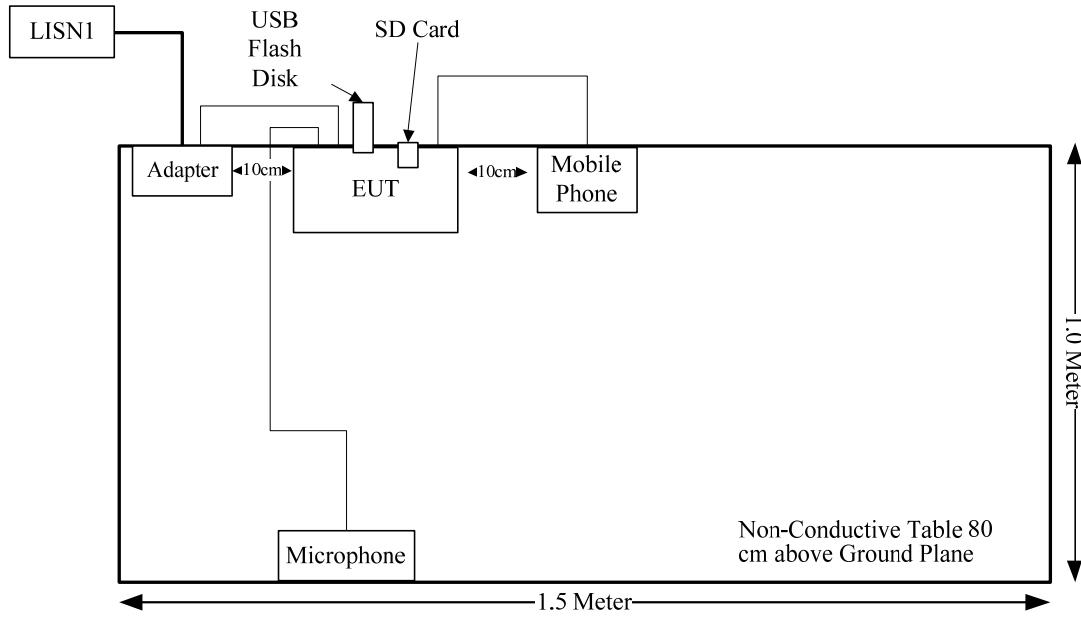 LISN1
USB
Flash
Disk
SD Card
Adapter
10cm
EUT
10cm
Mobile
Phone
1.0 Meter
Microphone
Non-Conductive Table 80
cm above Ground Plane
1.5 Meter